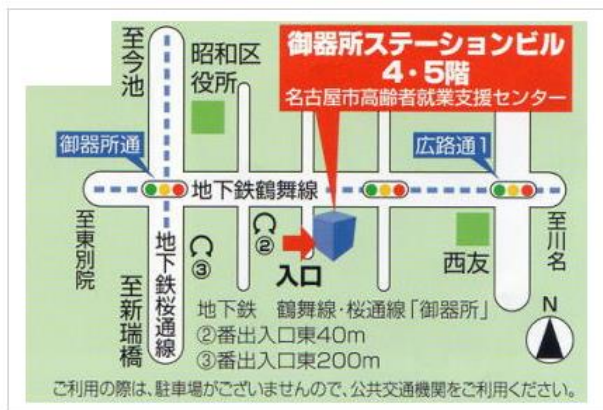 至今池
昭和区
役所
御器所ステーションビル
4・5階
名古屋市高齢者就業支援センター
御器所通
広路通1
地下鉄鶴舞線
至東別院
地下鉄桜通線
至新瑞橋
②
③
入口
西友
至川名
N
地下鉄 鶴舞線・桜通線「御器所」
②番出入口東40m
③番出入口東200m
ご利用の際は、駐車場がございませんので、公共交通機関をご利用ください。